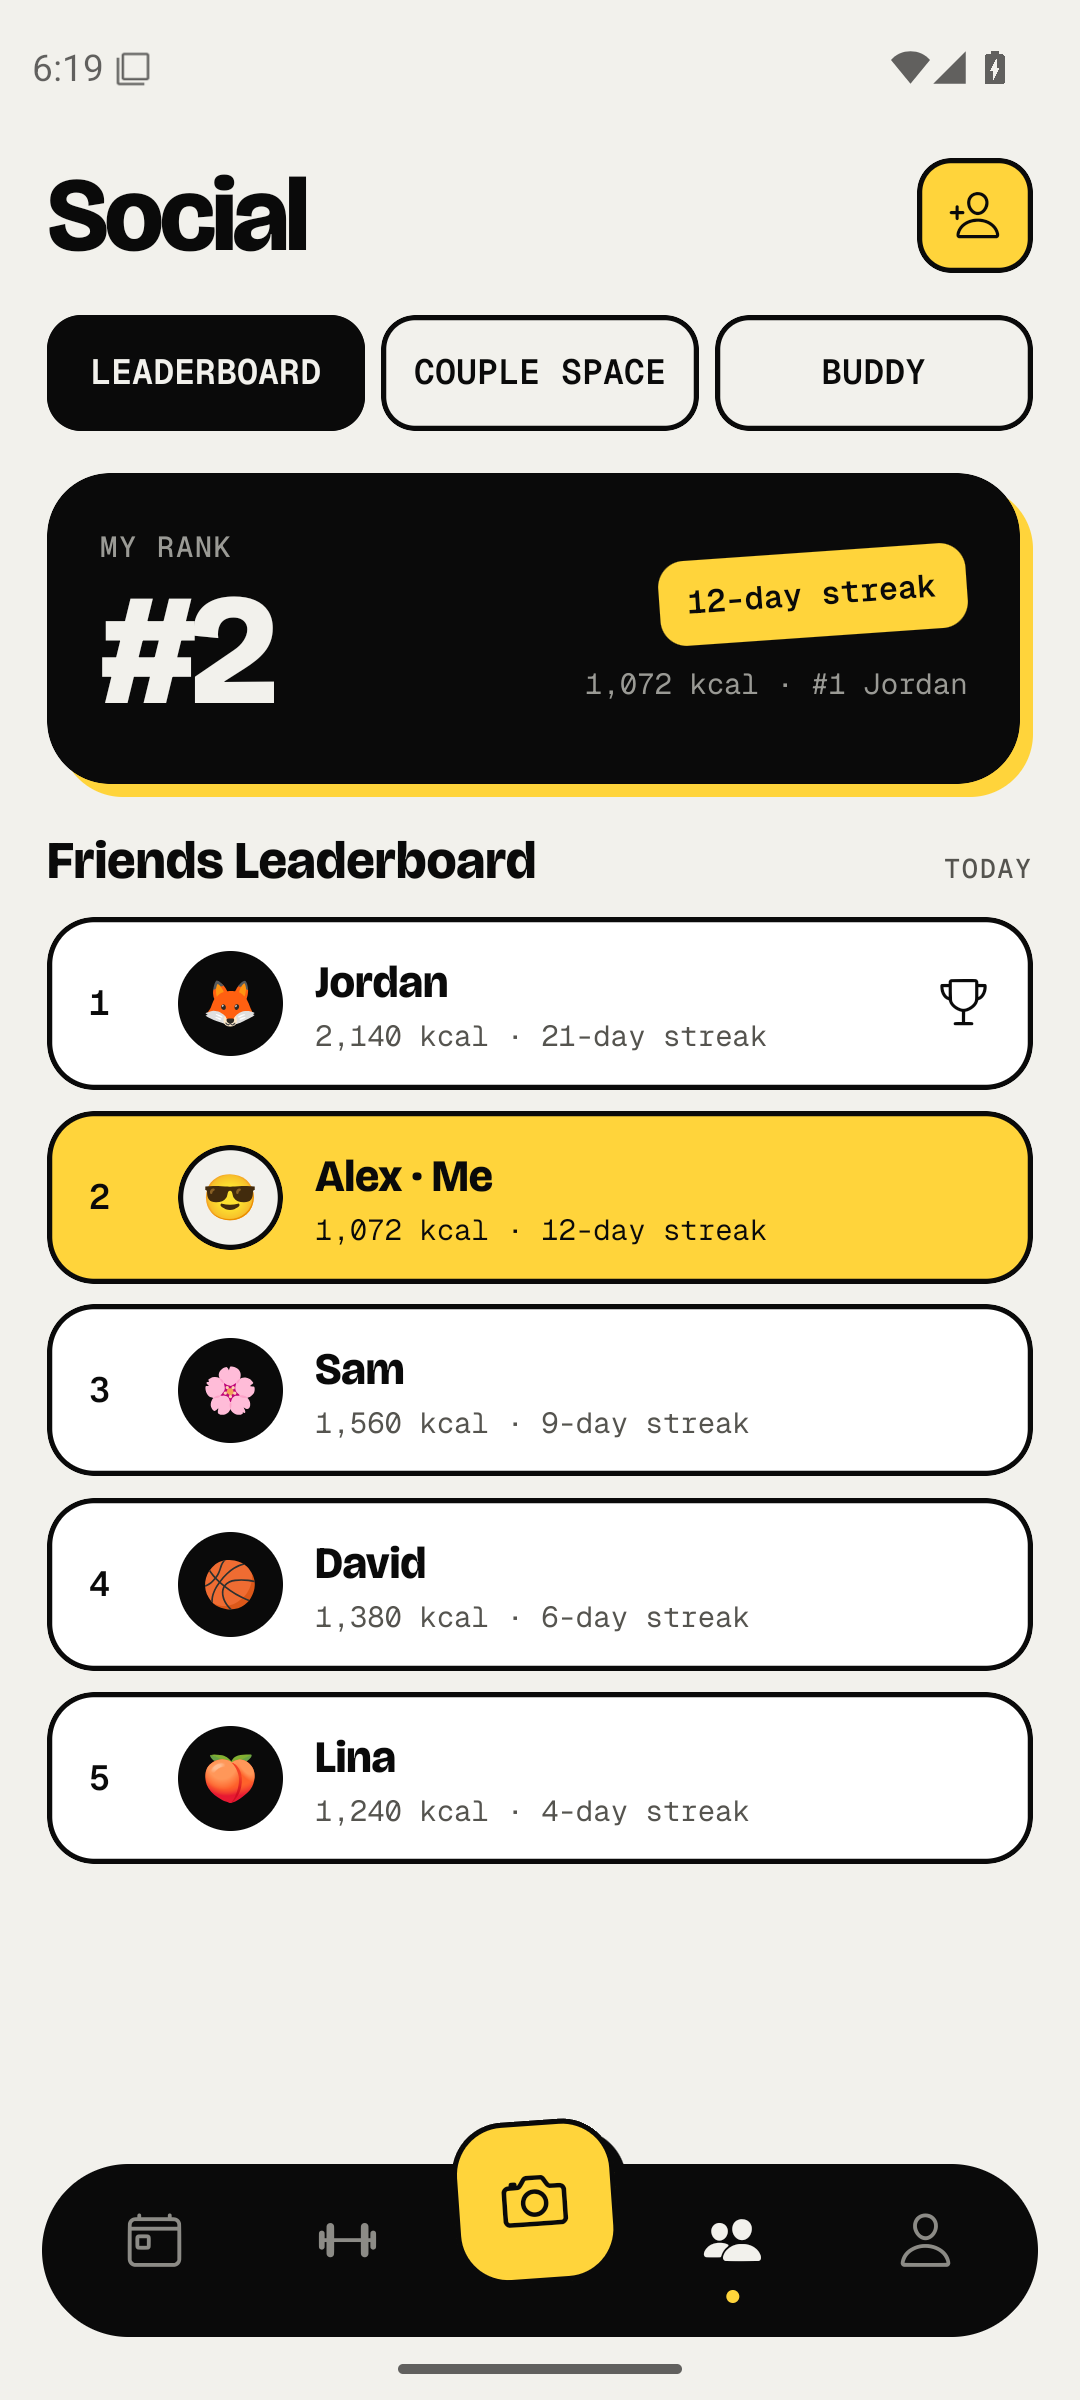 6:19
Social
LEADERBOARD
COUPLE SPACE
BUDDY
MY RANK
#2
12-day streak
1,072 kcal · #1 Jordan
Friends Leaderboard
TODAY
1
Jordan
2,140 kcal · 21-day streak
2
Alex · Me
1,072 kcal · 12-day streak
3
Sam
1,560 kcal · 9-day streak
4
David
1,380 kcal · 6-day streak
5
Lina
1,240 kcal · 4-day streak